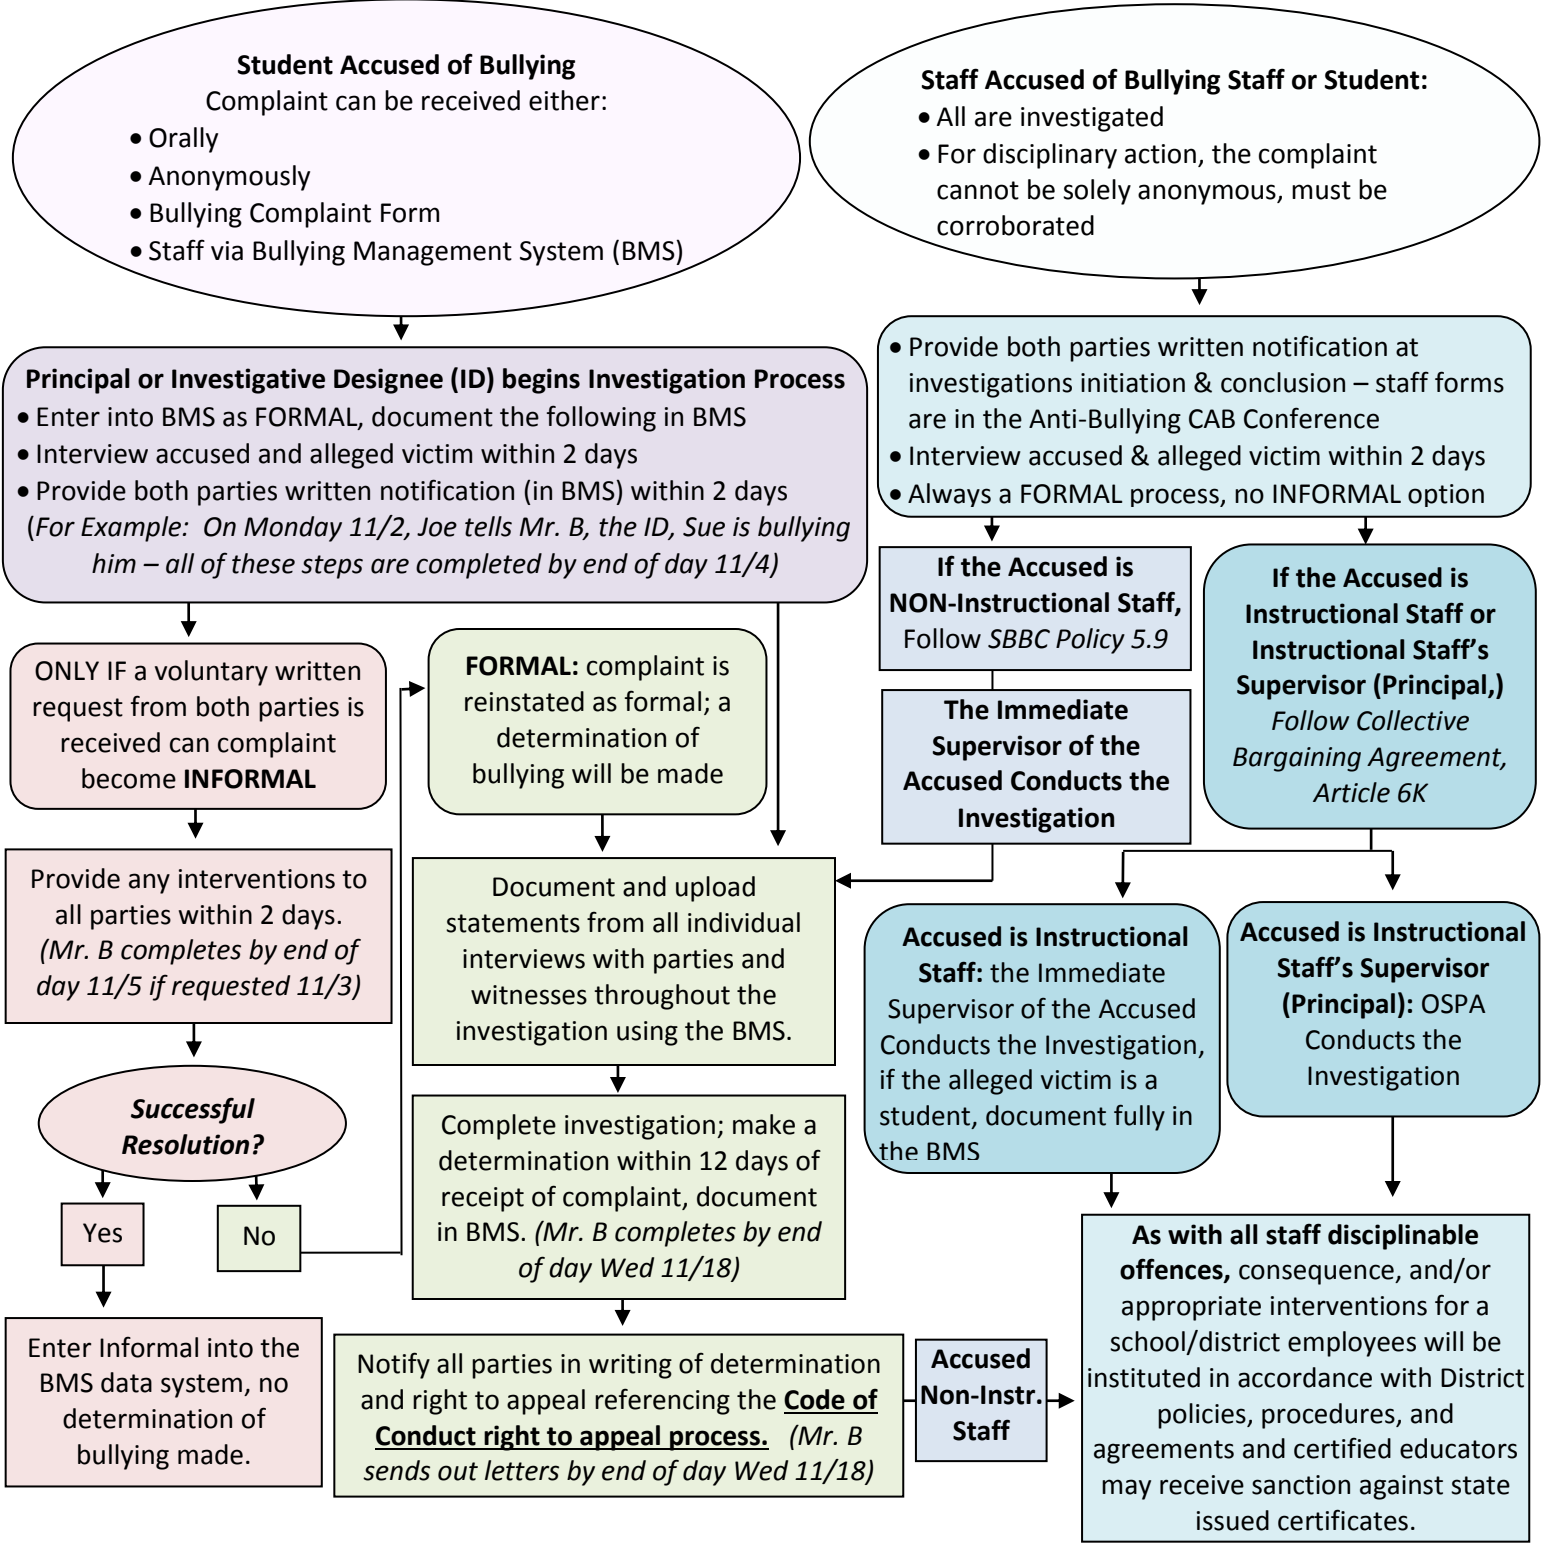 Student Accused of Bullying
Complaint can be received either:
• Orally
• Anonymously
• Bullying Complaint Form
• Staff via Bullying Management System (BMS)
Staff Accused of Bullying Staff or Student:
• All are investigated
• For disciplinary action, the complaint
cannot be solely anonymous, must be
corroborated
Principal or Investigative Designee (ID) begins Investigation Process
• Enter into BMS as FORMAL, document the following in BMS
• Interview accused and alleged victim within 2 days
• Provide both parties written notification (in BMS) within 2 days
(For Example:  On Monday 11/2, Joe tells Mr. B, the ID, Sue is bullying
him – all of these steps are completed by end of day 11/4)
• Provide both parties written notification at
investigations initiation & conclusion – staff forms
are in the Anti-Bullying CAB Conference
• Interview accused & alleged victim within 2 days
• Always a FORMAL process, no INFORMAL option
ONLY IF a voluntary written
request from both parties is
received can complaint
become INFORMAL
FORMAL: complaint is
reinstated as formal; a
determination of
bullying will be made
If the Accused is
NON-Instructional Staff,
Follow SBBC Policy 5.9
The Immediate
Supervisor of the
Accused Conducts the
Investigation
If the Accused is
Instructional Staff or
Instructional Staff's
Supervisor (Principal,)
Follow Collective
Bargaining Agreement,
Article 6K
Provide any interventions to
all parties within 2 days.
(Mr. B completes by end of
day 11/5 if requested 11/3)
Document and upload
statements from all individual
interviews with parties and
witnesses throughout the
investigation using the BMS.
Accused is Instructional
Staff: the Immediate
Supervisor of the Accused
Conducts the Investigation,
if the alleged victim is a
student, document fully in
the BMS
Accused is Instructional
Staff's Supervisor
(Principal): OSPA
Conducts the
Investigation
Successful
Resolution?
Yes
No
Complete investigation; make a
determination within 12 days of
receipt of complaint, document
in BMS. (Mr. B completes by end
of day Wed 11/18)
Enter Informal into the
BMS data system, no
determination of
bullying made.
Notify all parties in writing of determination
and right to appeal referencing the Code of
Conduct right to appeal process.   (Mr. B
sends out letters by end of day Wed 11/18)
Accused
Non-Instr.
Staff
As with all staff disciplinable
offences, consequence, and/or
appropriate interventions for a
school/district employees will be
instituted in accordance with District
policies, procedures, and
agreements and certified educators
may receive sanction against state
issued certificates.